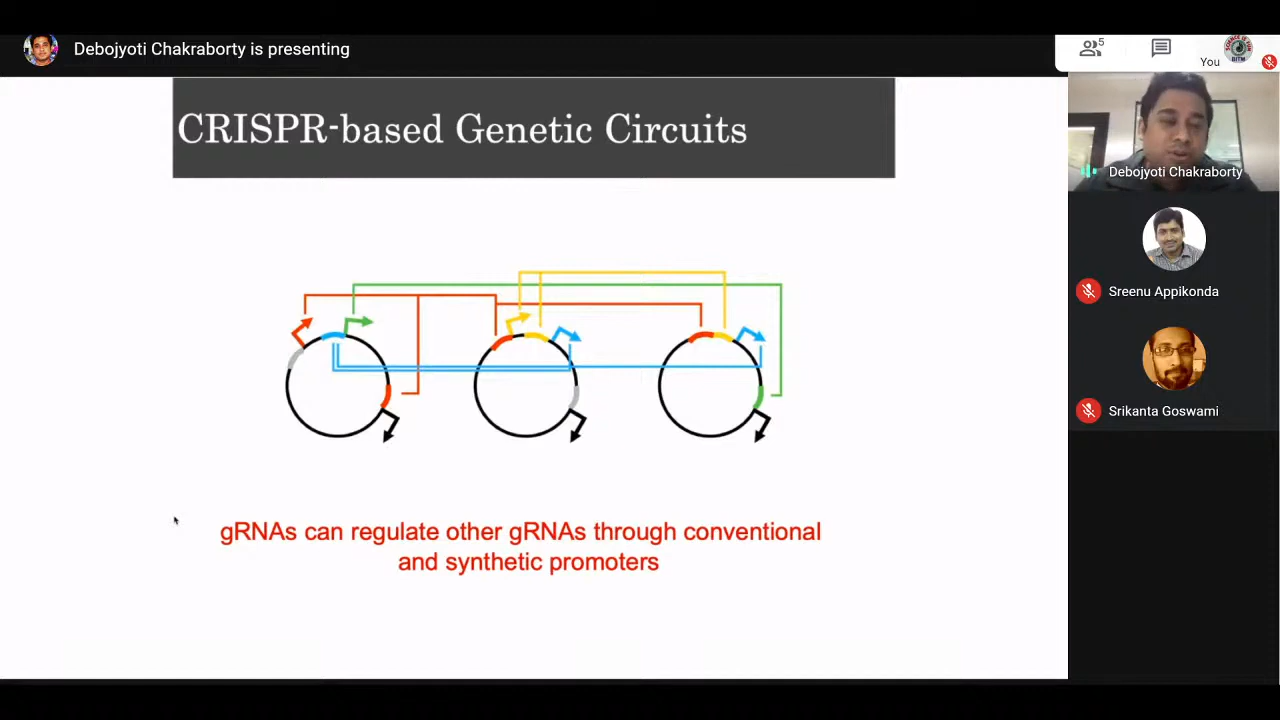 Debojyoti Chakraborty is presenting
5
You
CRISPR-based Genetic Circuits
Debojyoti Chakraborty
Sreenu Appikonda
Srikanta Goswami
gRNAs can regulate other gRNAs through conventional
and synthetic promoters